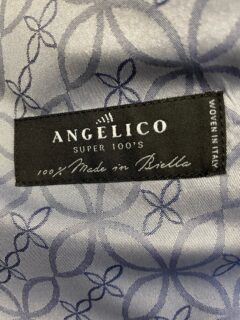 ANGELICO
SUPER 100'S
100% Made in Biella
WOVEN IN ITALY